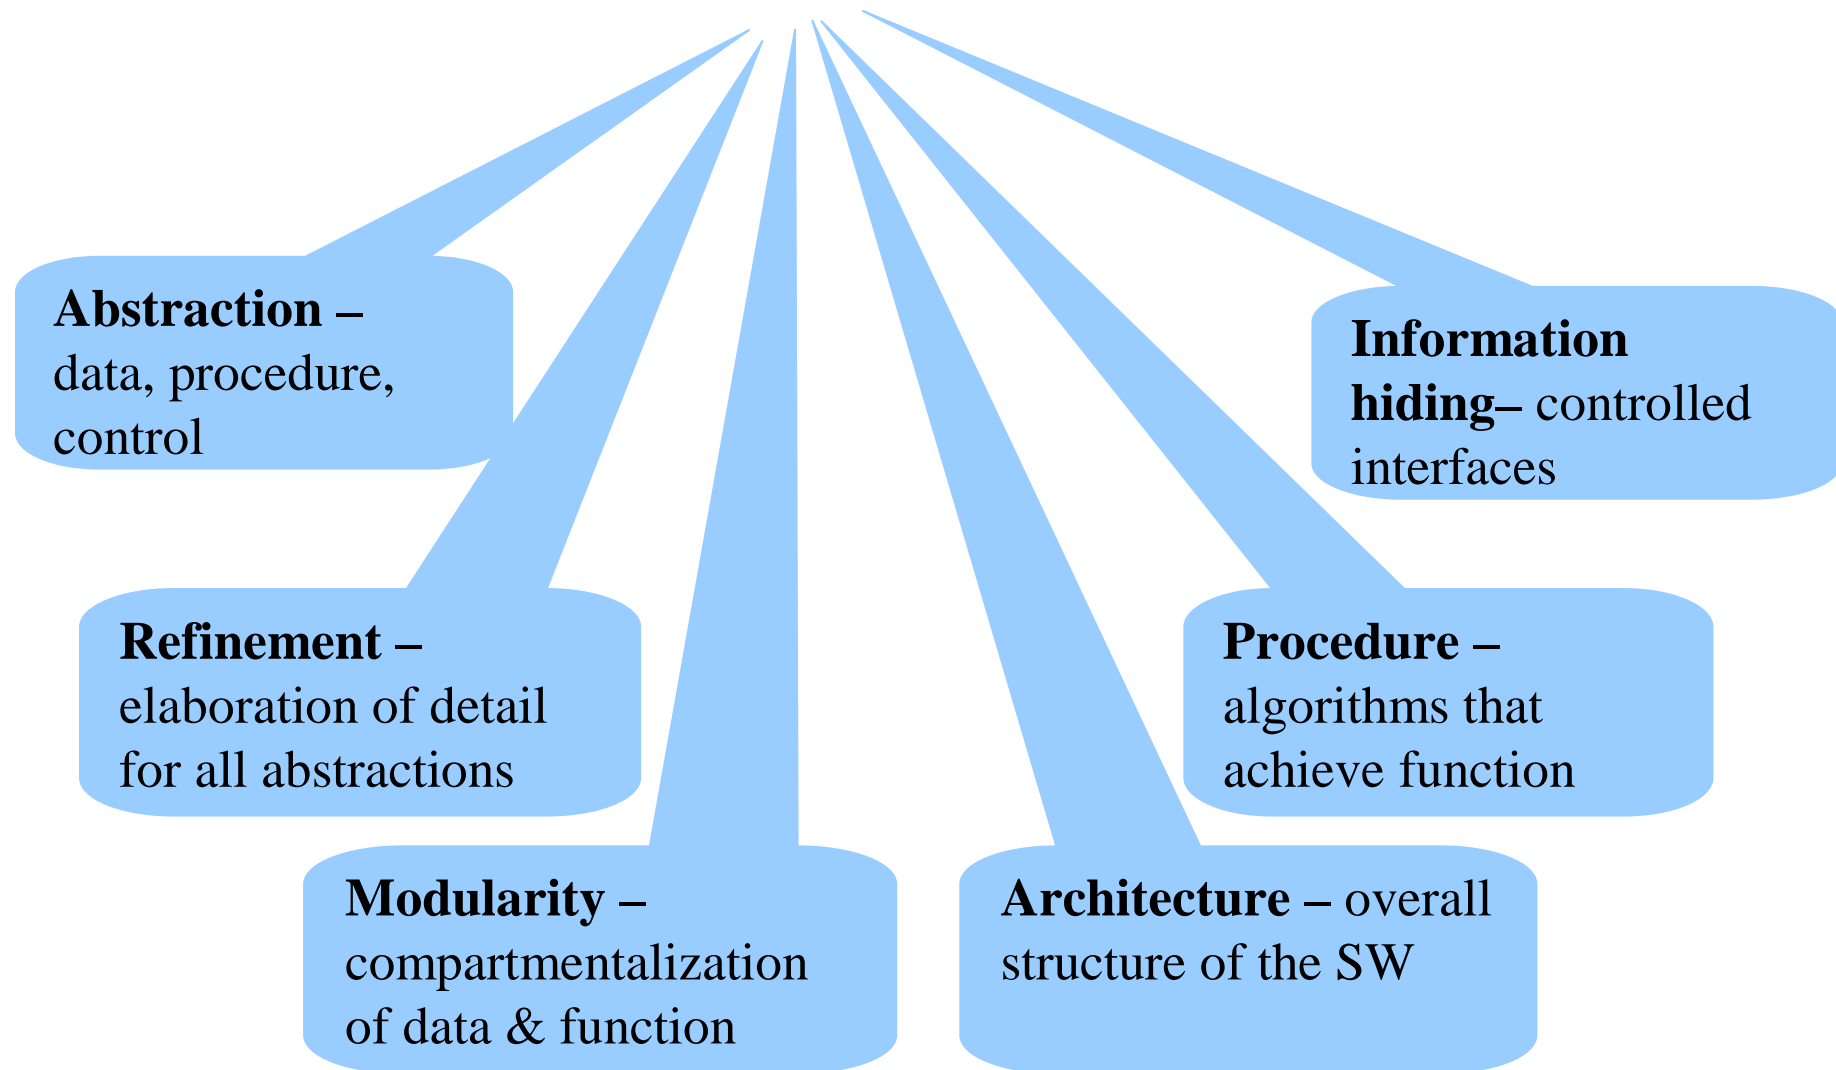 Abstraction –
data, procedure,
control
Information
hiding– controlled
interfaces
Refinement –
elaboration of detail
for all abstractions
Procedure –
algorithms that
achieve function
Modularity –
compartmentalization
of data & function
Architecture – overall
structure of the SW